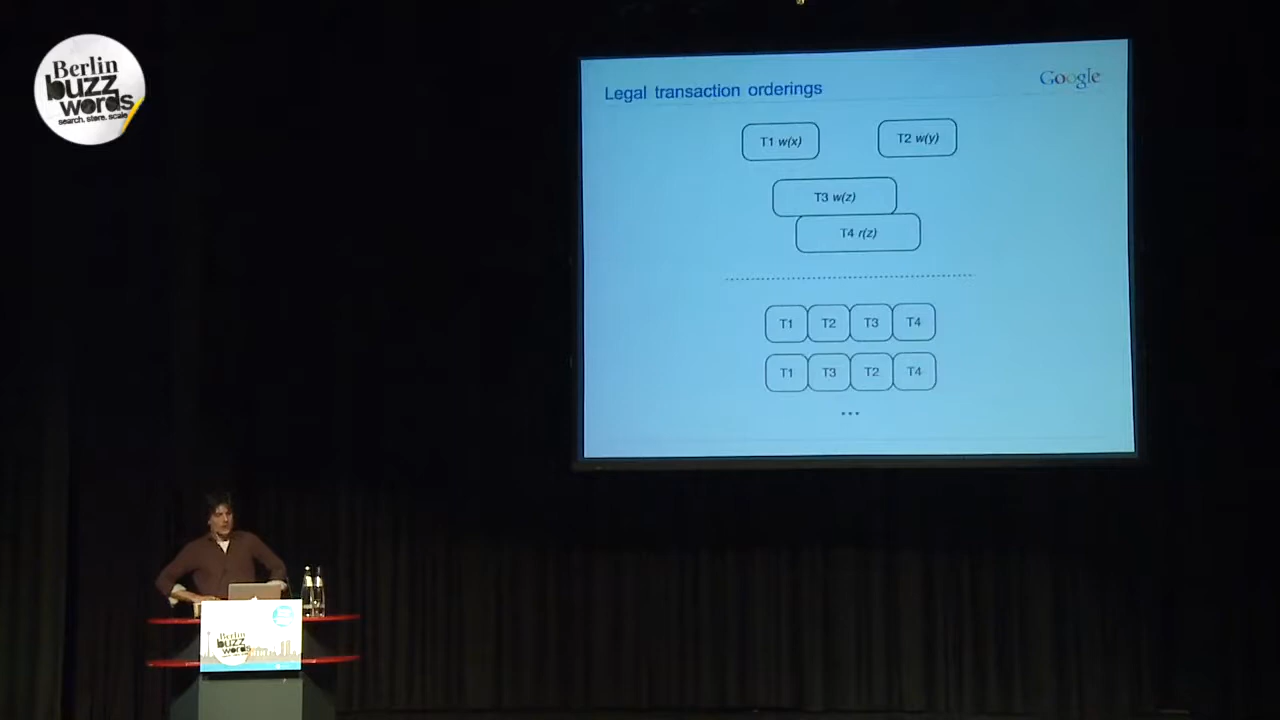 Berlin
buzz
words
search. store. scale
Legal transaction orderings
Google
T1 w(x)
T2 w(y)
T3 w(z)
T4 r(z)
T1 T2 T3 T4
T1 T3 T2 T4
...
Berlin
buzz
words